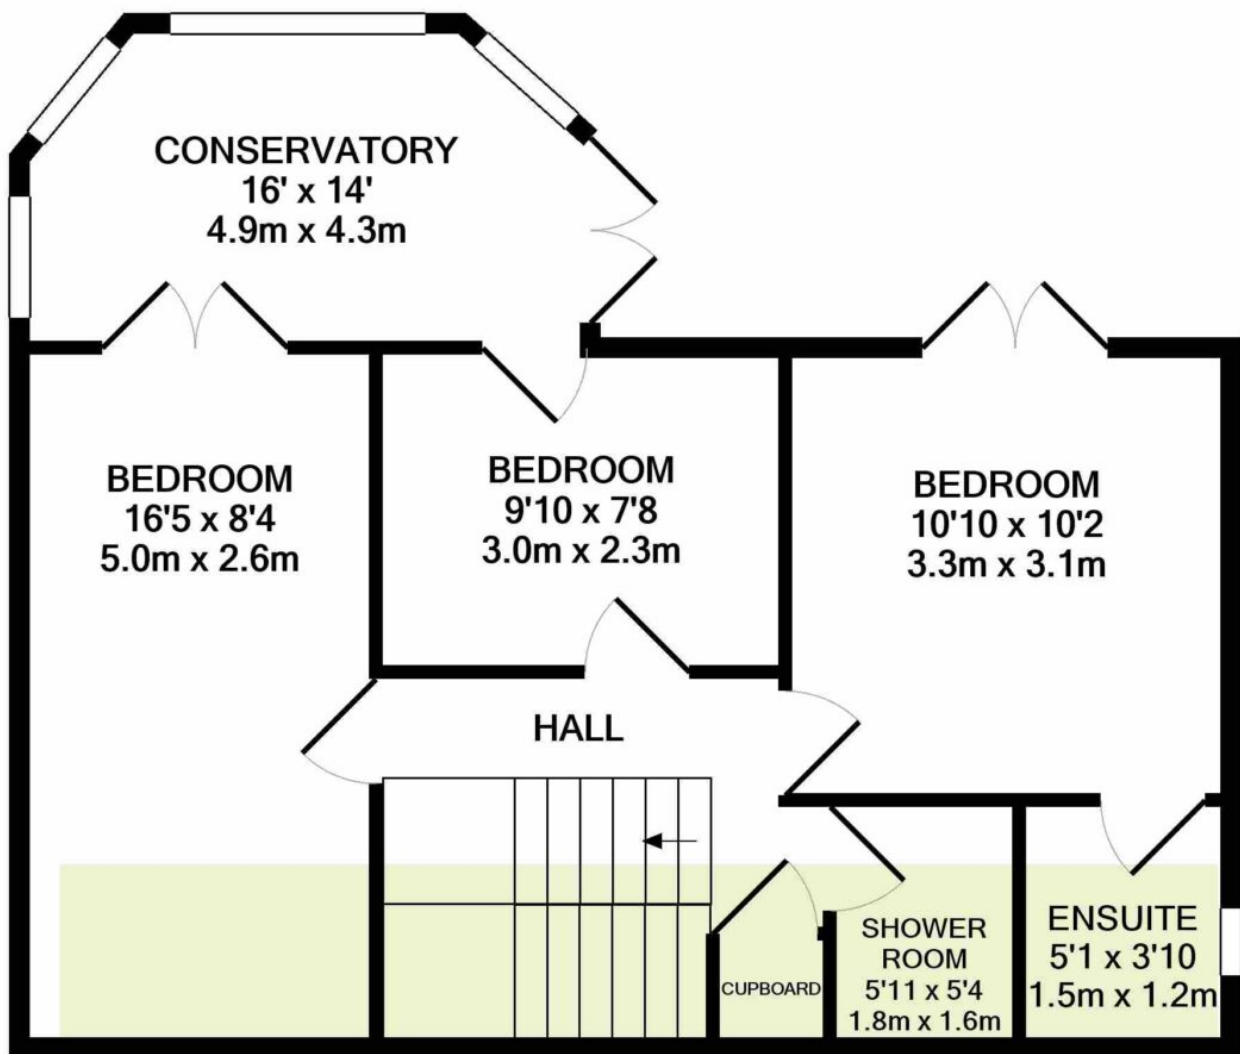 CONSERVATORY
16' x 14'
4.9m x 4.3m
BEDROOM
16'5 x 8'4
5.0m x 2.6m
BEDROOM
9'10 x 7'8
3.0m x 2.3m
BEDROOM
10'10 x 10'2
3.3m x 3.1m
HALL
CUPBOARD
SHOWER
ROOM
5'11 x 5'4
1.8m x 1.6m
ENSUITE
5'1 x 3'10
1.5m x 1.2m